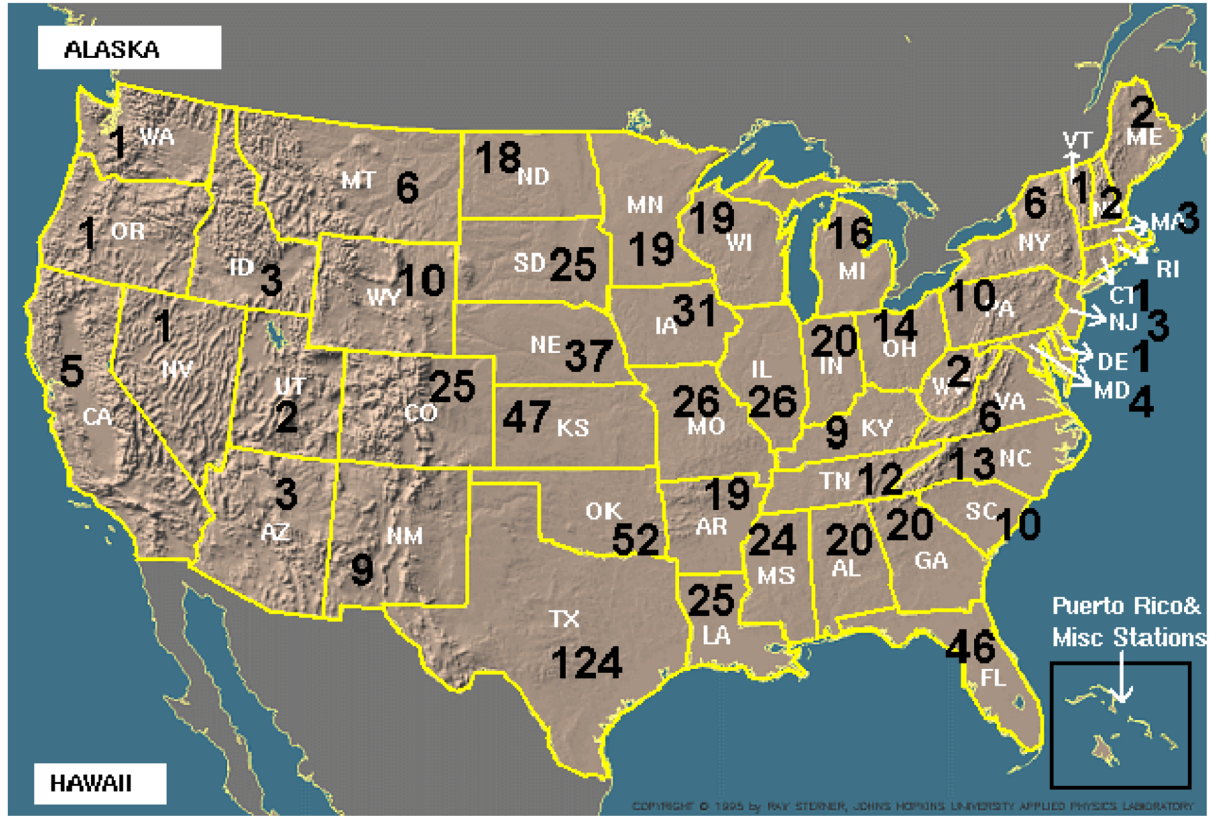 ALASKA
2
ME
VT
1 WA
18 ND
MT 6
MN
19 WI
16 MI
6 NY
1
N
2
MA 3
1 OR
ID 3
SD 25
19
RI
WY 10
10 PA
CT 1
NJ 3
1 NV
IA 31
20 IN
14 OH
NE 37
DE 1
MD 4
5 CA
UT 2
25 CO
47 KS
26 MO
IL 26
2 W
VA 6
9 KY
TN 12
13 NC
3 AZ
NM 9
OK 52
19 AR
24 MS
20 AL
20 GA
SC 10
TX 124
25 LA
46 FL
Puerto Rico&
Misc Stations
HAWAII
COPYRIGHT © 1995 by RAY STERNER, JOHNS HOPKINS UNIVERSITY APPLIED PHYSICS LABORATORY